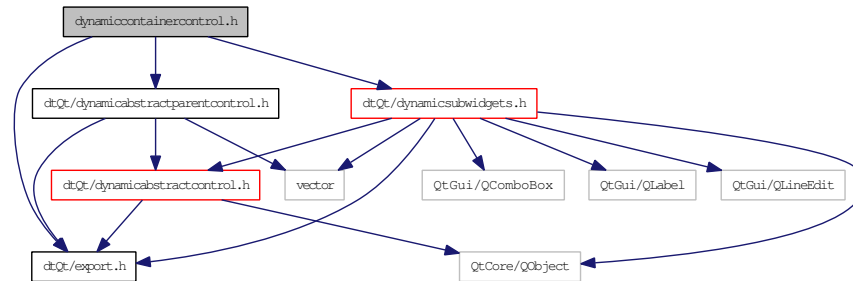 dynamiccontainercontrol.h
dtQt/dynamicabstractparentcontrol.h
dtQt/dynamicsubwidgets.h
dtQt/dynamicabstractcontrol.h
vector
QtGui/QComboBox
QtGui/QLabel
QtGui/QLineEdit
dtQt/export.h
QtCore/QObject